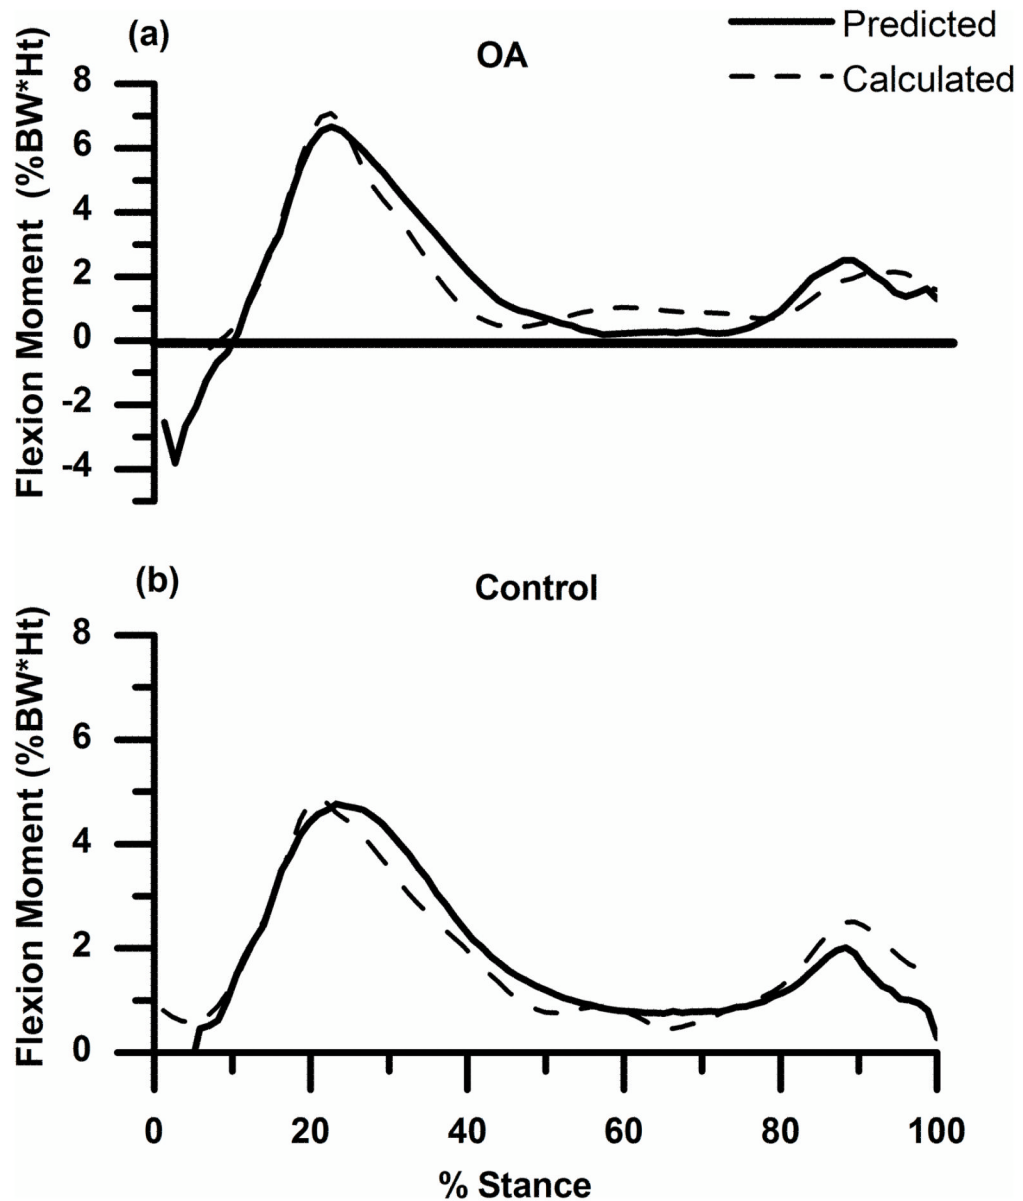 (a)
OA
Predicted
Calculated
Flexion Moment (%BW*Ht)
8
6
4
2
0
-2
-4
(b)
Control
Flexion Moment (%BW*Ht)
8
6
4
2
0
0 20 40 60 80 100
% Stance